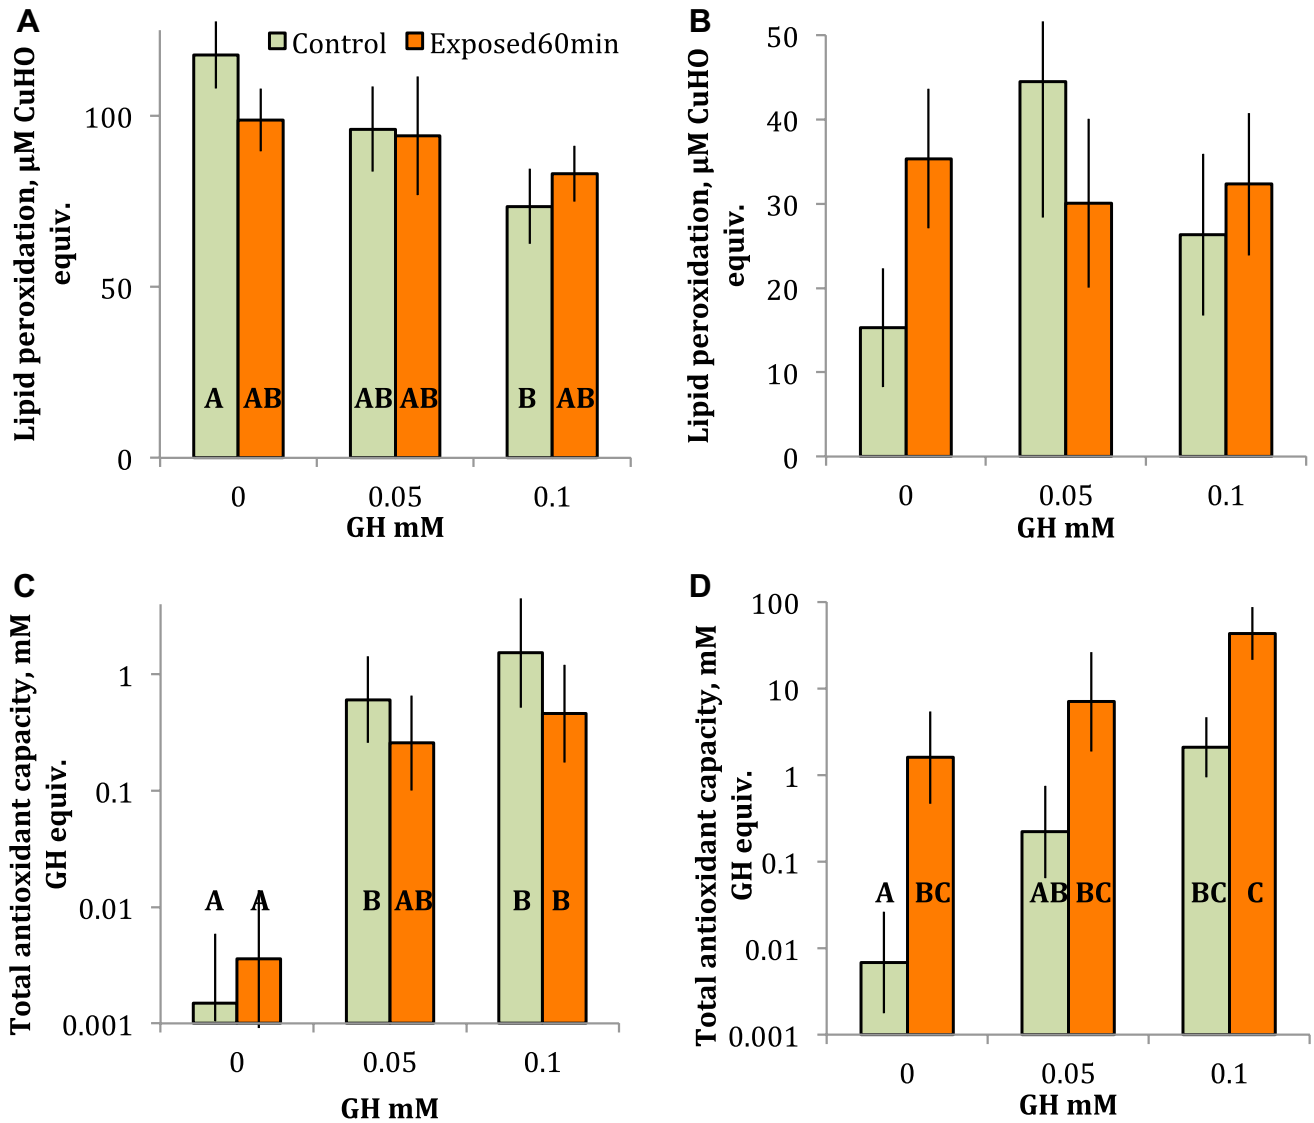 A
Control Exposed60min
Lipid peroxidation, µM CuHO
equiv.
100
50
0
A AB AB AB B AB
0 0.05 0.1
GH mM
B
Lipid peroxidation, µM CuHO
equiv.
50
40
30
20
10
0
0 0.05 0.1
GH mM
C
Total antioxidant capacity, mM
GH equiv.
1
0.1
0.01
0.001
A A B AB B B
0 0.05 0.1
GH mM
D
Total antioxidant capacity, mM
GH equiv.
100
10
1
0.1
0.01
0.001
A BC AB BC BC C
0 0.05 0.1
GH mM